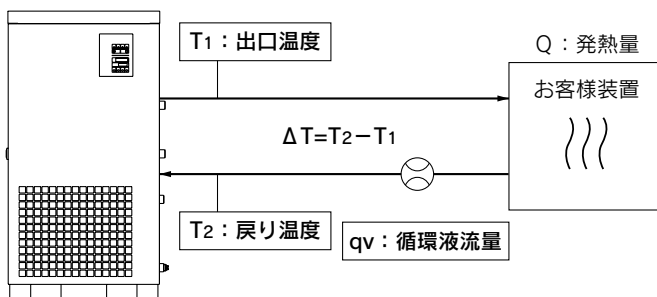 T1：出口温度
Q：発熱量
お客様装置
ΔT=T2－T1
T2：戻り温度
qv：循環液流量